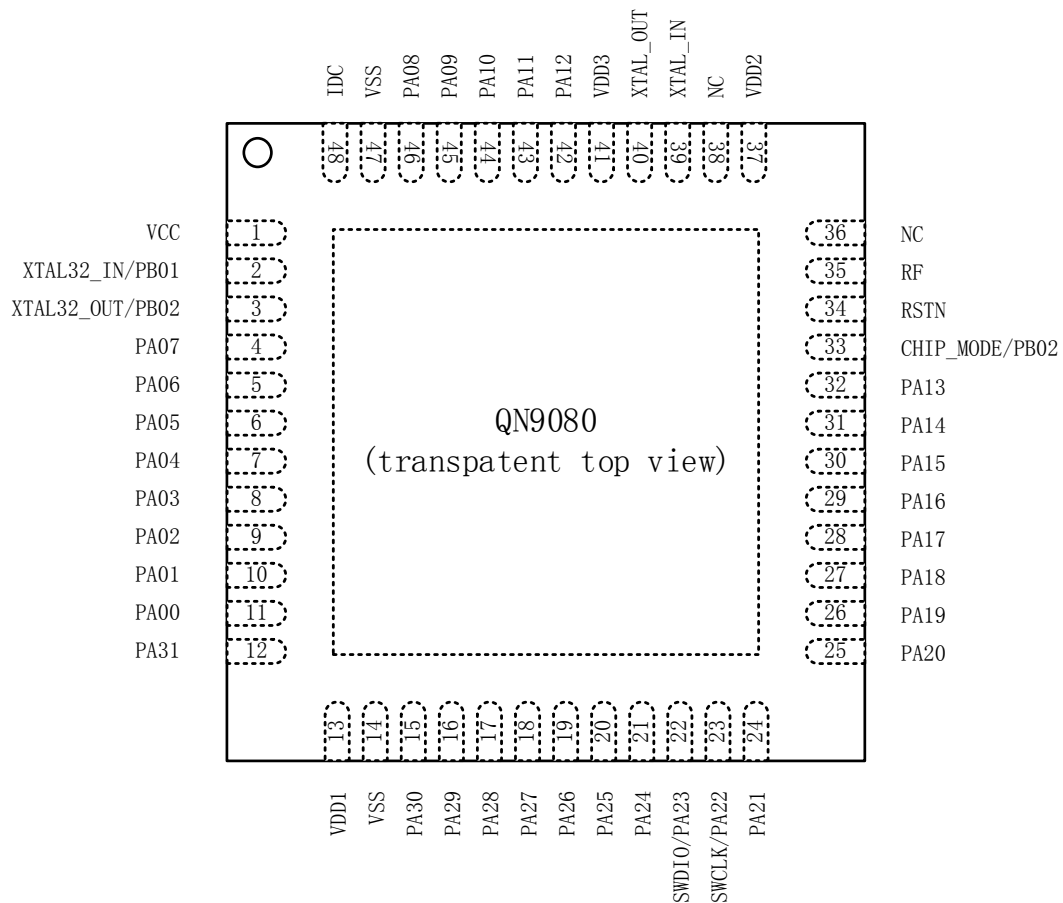 IDC
VSS
PA08
PA09
PA10
PA11
PA12
VDD3
XTAL_OUT
XTAL_IN
NC
VDD2
48
47
46
45
44
43
42
41
40
39
38
37
VCC 1
XTAL32_IN/PB01 2
XTAL32_OUT/PB02 3
PA07 4
PA06 5
PA05 6
PA04 7
PA03 8
PA02 9
PA01 10
PA00 11
PA31 12
QN9080
(transpatent top view)
36 NC
35 RF
34 RSTN
33 CHIP_MODE/PB02
32 PA13
31 PA14
30 PA15
29 PA16
28 PA17
27 PA18
26 PA19
25 PA20
13
14
15
16
17
18
19
20
21
22
23
24
VDD1
VSS
PA30
PA29
PA28
PA27
PA26
PA25
PA24
SWDIO/PA23
SWCLK/PA22
PA21